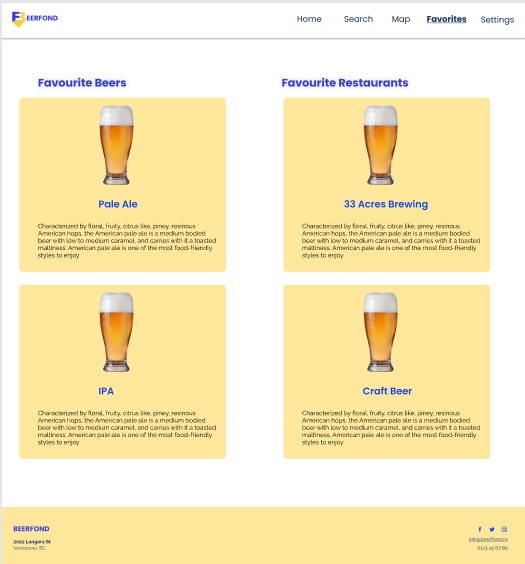 BEERFOND
Home Search Map Favorites Settings
Favourite Beers
Favourite Restaurants
Pale Ale
Characterized by floral, fruity, citrus like, piney, resinous
American hops, the American pale ale is a medium bodied
beer with low to medium caramel, and carries with it a toasted
maltiness. American pale ale is one of the most food-friendly
styles to enjoy
33 Acres Brewing
Characterized by floral, fruity, citrus like, piney, resinous
American hops, the American pale ale is a medium bodied
beer with low to medium caramel, and carries with it a toasted
maltiness. American pale ale is one of the most food-friendly
styles to enjoy
IPA
Characterized by floral, fruity, citrus like, piney, resinous
American hops, the American pale ale is a medium bodied
beer with low to medium caramel, and carries with it a toasted
maltiness. American pale ale is one of the most food-friendly
styles to enjoy
Craft Beer
Characterized by floral, fruity, citrus like, piney, resinous
American hops, the American pale ale is a medium bodied
beer with low to medium caramel, and carries with it a toasted
maltiness. American pale ale is one of the most food-friendly
styles to enjoy
BEERFOND
2022 Langara St
Vancouver, BC
0123 45 67 89